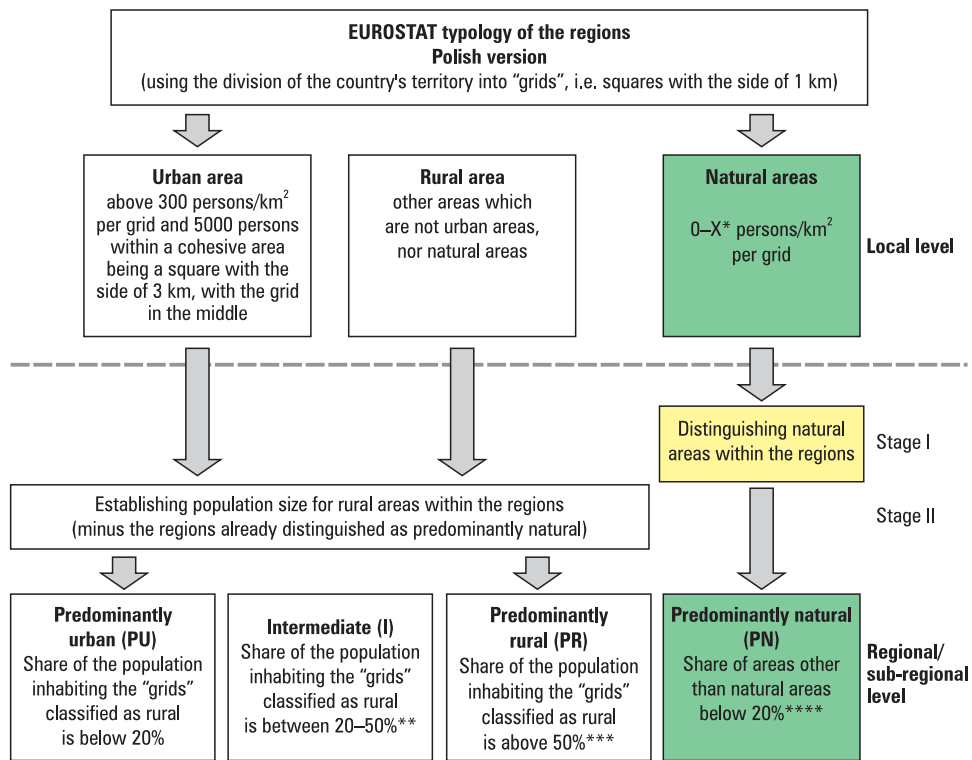 EUROSTAT typology of the regions
Polish version
(using the division of the country's territory into “grids”, i.e. squares with the side of 1 km)
Urban area
above 300 persons/km²
per grid and 5000 persons
within a cohesive area
being a square with the
side of 3 km, with the grid
in the middle
Rural area
other areas which
are not urban areas,
nor natural areas
Natural areas
0–X* persons/km²
per grid
Local level
Distinguishing natural
areas within the regions
Stage I
Establishing population size for rural areas within the regions
(minus the regions already distinguished as predominantly natural)
Stage II
Predominantly
urban (PU)
Share of the population
inhabiting the “grids”
classified as rural
is below 20%
Intermediate (I)
Share of the population
inhabiting the “grids”
classified as rural
is between 20–50%**
Predominantly
rural (PR)
Share of the population
inhabiting the “grids”
classified as rural
is above 50%***
Predominantly natural
(PN)
Share of areas other
than natural areas
below 20%****
Regional/
sub-regional
level